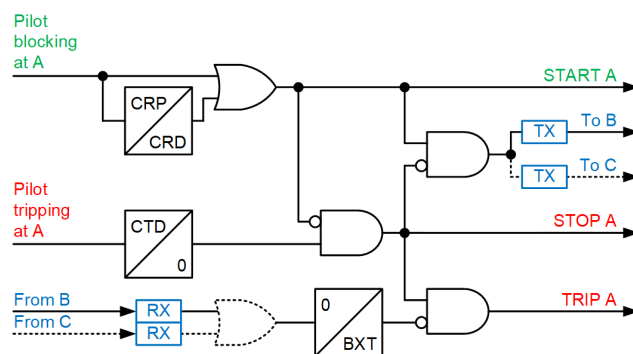 Pilot
blocking
at A
START A
CRP
CRD
TX
To B
TX
To C
Pilot
tripping
at A
CTD
0
STOP A
From B
RX
From C
RX
0
BXT
TRIP A